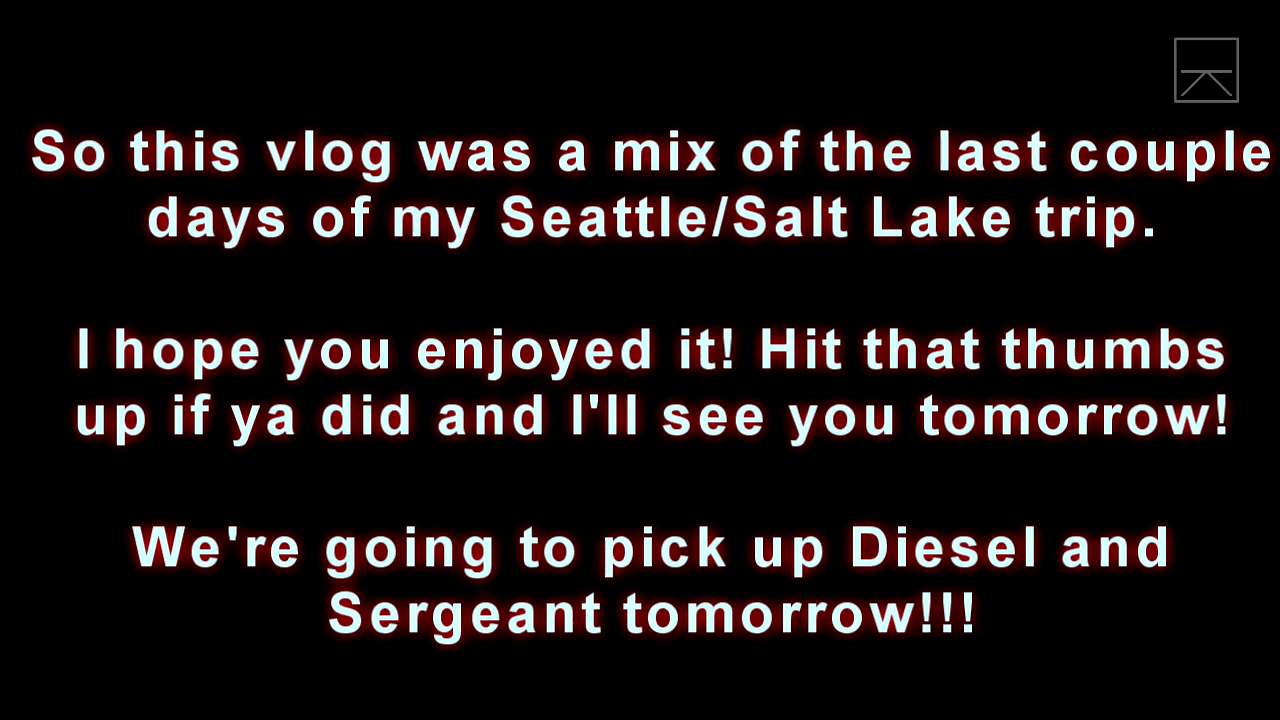 So this vlog was a mix of the last couple
days of my Seattle/Salt Lake trip.
I hope you enjoyed it! Hit that thumbs
up if ya did and I'll see you tomorrow!
We're going to pick up Diesel and
Sergeant tomorrow!!!